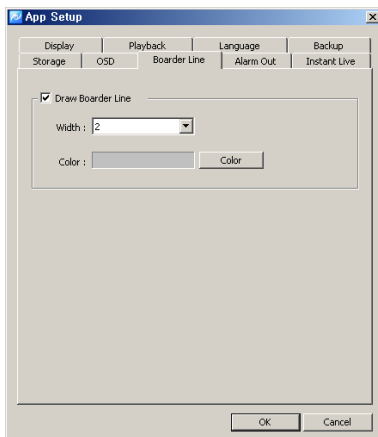 App Setup
Display Playback Language Backup
Storage OSD Boarder Line Alarm Out Instant Live
Draw Boarder Line
Width : 2
Color : Color
OK Cancel